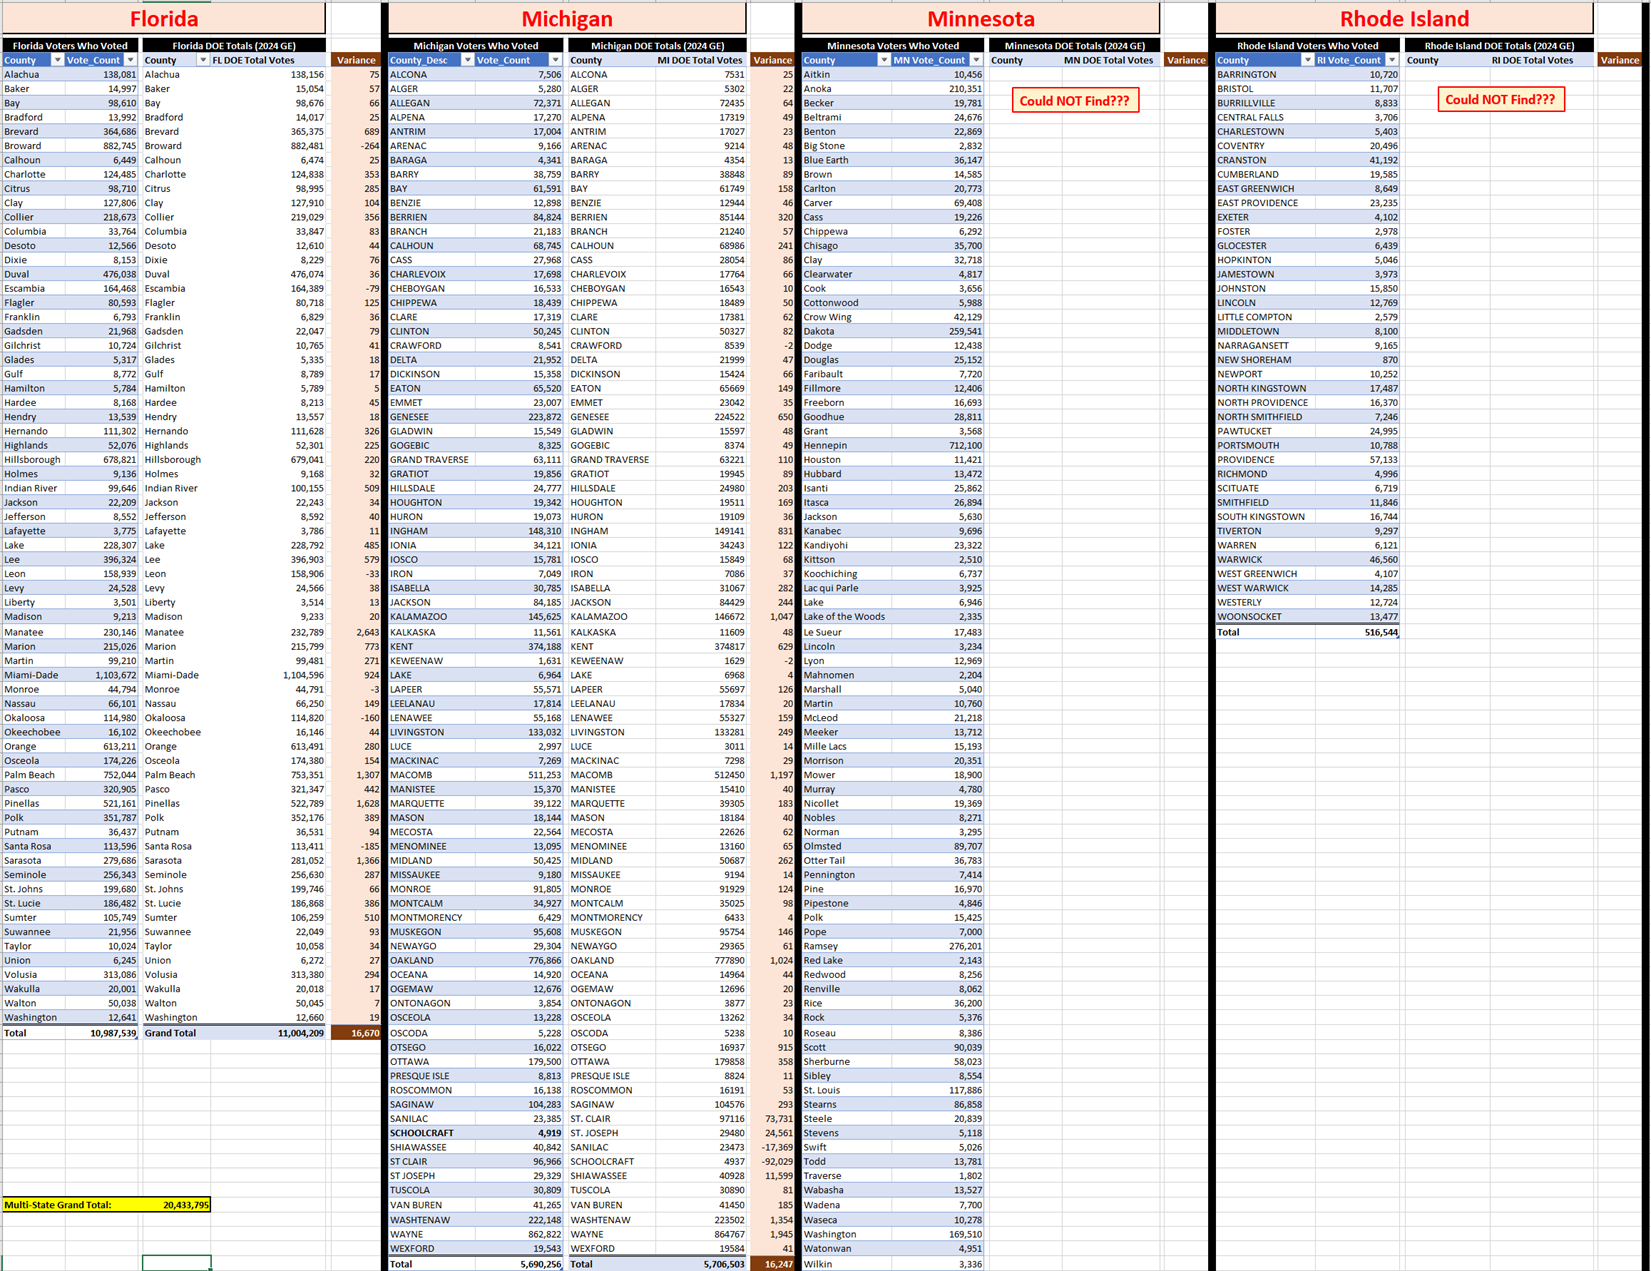 Florida Michigan Minnesota Rhode Island
Florida Voters Who Voted Florida DOE Totals (2024 GE) Michigan Voters Who Voted Michigan DOE Totals (2024 GE) Minnesota Voters Who Voted Minnesota DOE Totals (2024 GE) Rhode Island Voters Who Voted Rhode Island DOE Totals (2024 GE)
County Vote_Count County FL DOE Total Votes Variance County_Desc Vote_Count County MI DOE Total Votes Variance County MN Vote_Count County MN DOE Total Votes Variance County RI Vote_Count County RI DOE Total Votes Variance
Alachua 138,081 Alachua 138,156 75 ALCONA 7,506 ALCONA 7531 25 Aitkin 10,456 BARRINGTON 10,720
Baker 14,997 Baker 15,054 57 ALGER 5,280 ALGER 5302 22 Anoka 210,351 BRISTOL 11,707
Bay 98,610 Bay 98,676 66 ALLEGAN 72,371 ALLEGAN 72435 64 Becker 19,781 Could NOT Find??? BURRILLVILLE 8,833 Could NOT Find???
Bradford 13,992 Bradford 14,017 25 ALPENA 17,270 ALPENA 17319 49 Beltrami 24,676 CENTRAL FALLS 3,706
Brevard 364,686 Brevard 365,375 689 ANTRIM 17,004 ANTRIM 17027 23 Benton 22,869 CHARLESTOWN 5,403
Broward 882,745 Broward 882,481 -264 ARENAC 9,166 ARENAC 9214 48 Big Stone 2,832 COVENTRY 20,496
Calhoun 6,449 Calhoun 6,474 25 BARAGA 4,341 BARAGA 4354 13 Blue Earth 36,147 CRANSTON 41,192
Charlotte 124,485 Charlotte 124,838 353 BARRY 38,759 BARRY 38848 89 Brown 14,585 CUMBERLAND 19,585
Citrus 98,710 Citrus 98,995 285 BAY 61,591 BAY 61749 158 Carlton 20,773 EAST GREENWICH 8,649
Clay 127,806 Clay 127,910 104 BENZIE 12,898 BENZIE 12944 46 Carver 69,408 EAST PROVIDENCE 23,235
Collier 218,673 Collier 219,029 356 BERRIEN 84,824 BERRIEN 85144 320 Cass 19,226 EXETER 4,102
Columbia 33,764 Columbia 33,847 83 BRANCH 21,183 BRANCH 21240 57 Chippewa 6,292 FOSTER 2,978
Desoto 12,566 Desoto 12,610 44 CALHOUN 68,745 CALHOUN 68986 241 Chisago 35,700 GLOCESTER 6,439
Dixie 8,153 Dixie 8,229 76 CASS 27,968 CASS 28054 86 Clay 32,718 HOPKINTON 5,046
Duval 476,038 Duval 476,074 36 CHARLEVOIX 17,698 CHARLEVOIX 17764 66 Clearwater 4,817 JAMESTOWN 3,973
Escambia 164,468 Escambia 164,389 -79 CHEBOYGAN 16,533 CHEBOYGAN 16543 10 Cook 3,656 JOHNSTON 15,850
Flagler 80,593 Flagler 80,718 125 CHIPPEWA 18,439 CHIPPEWA 18489 50 Cottonwood 5,988 LINCOLN 12,769
Franklin 6,793 Franklin 6,829 36 CLARE 17,319 CLARE 17381 62 Crow Wing 42,129 LITTLE COMPTON 2,579
Gadsden 21,968 Gadsden 22,047 79 CLINTON 50,245 CLINTON 50327 82 Dakota 259,541 MIDDLETOWN 8,100
Gilchrist 10,724 Gilchrist 10,765 41 CRAWFORD 8,541 CRAWFORD 8539 -2 Dodge 12,438 NARRAGANSETT 9,165
Glades 5,317 Glades 5,335 18 DELTA 21,952 DELTA 21999 47 Douglas 25,152 NEW SHOREHAM 870
Gulf 8,772 Gulf 8,789 17 DICKINSON 15,358 DICKINSON 15424 66 Faribault 7,720 NEWPORT 10,252
Hamilton 5,784 Hamilton 5,789 5 EATON 65,520 EATON 65669 149 Fillmore 12,406 NORTH KINGSTOWN 17,487
Hardee 8,168 Hardee 8,213 45 EMMET 23,007 EMMET 23042 35 Freeborn 16,693 NORTH PROVIDENCE 16,370
Hendry 13,539 Hendry 13,557 18 GENESEE 223,872 GENESEE 224522 650 Goodhue 28,811 NORTH SMITHFIELD 7,246
Hernando 111,302 Hernando 111,628 326 GLADWIN 15,549 GLADWIN 15597 48 Grant 3,568 PAWTUCKET 24,995
Highlands 52,076 Highlands 52,301 225 GOGEBIC 8,325 GOGEBIC 8374 49 Hennepin 712,100 PORTSMOUTH 10,788
Hillsborough 678,821 Hillsborough 679,041 220 GRAND TRAVERSE 63,111 GRAND TRAVERSE 63221 110 Houston 11,421 PROVIDENCE 57,133
Holmes 9,136 Holmes 9,168 32 GRATIOT 19,856 GRATIOT 19945 89 Hubbard 13,472 RICHMOND 4,996
Indian River 99,646 Indian River 100,155 509 HILLSDALE 24,777 HILLSDALE 24980 203 Isanti 25,862 SCITUATE 6,719
Jackson 22,209 Jackson 22,243 34 HOUGHTON 19,342 HOUGHTON 19511 169 Itasca 26,894 SMITHFIELD 11,846
Jefferson 8,552 Jefferson 8,592 40 HURON 19,073 HURON 19109 36 Jackson 5,630 SOUTH KINGSTOWN 16,744
Lafayette 3,775 Lafayette 3,786 11 INGHAM 148,310 INGHAM 149141 831 Kanabec 9,696 TIVERTON 9,297
Lake 228,307 Lake 228,792 485 IONIA 34,121 IONIA 34243 122 Kandiyohi 23,322 WARREN 6,121
Lee 396,324 Lee 396,903 579 IOSCO 15,781 IOSCO 15849 68 Kittson 2,510 WARWICK 46,560
Leon 158,939 Leon 158,906 -33 IRON 7,049 IRON 7086 37 Koochiching 6,737 WEST GREENWICH 4,107
Levy 24,528 Levy 24,566 38 ISABELLA 30,785 ISABELLA 31067 282 Lac qui Parle 3,925 WEST WARWICK 14,285
Liberty 3,501 Liberty 3,514 13 JACKSON 84,185 JACKSON 84429 244 Lake 6,946 WESTERLY 12,724
Madison 9,213 Madison 9,233 20 KALAMAZOO 145,625 KALAMAZOO 146672 1,047 Lake of the Woods 2,335 WOONSOCKET 13,477
Manatee 230,146 Manatee 232,789 2,643 KALKASKA 11,561 KALKASKA 11609 48 Le Sueur 17,483 Total 516,544
Marion 215,026 Marion 215,799 773 KENT 374,188 KENT 374817 629 Lincoln 3,234
Martin 99,210 Martin 99,481 271 KEWEENAW 1,631 KEWEENAW 1629 -2 Lyon 12,969
Miami-Dade 1,103,672 Miami-Dade 1,104,596 924 LAKE 6,964 LAKE 6968 4 Mahnomen 2,204
Monroe 44,794 Monroe 44,791 -3 LAPEER 55,571 LAPEER 55697 126 Marshall 5,040
Nassau 66,101 Nassau 66,250 149 LEELANAU 17,814 LEELANAU 17834 20 Martin 10,760
Okaloosa 114,980 Okaloosa 114,820 -160 LENAWEE 55,168 LENAWEE 55327 159 McLeod 21,218
Okeechobee 16,102 Okeechobee 16,146 44 LIVINGSTON 133,032 LIVINGSTON 133281 249 Meeker 13,712
Orange 613,211 Orange 613,491 280 LUCE 2,997 LUCE 3011 14 Mille Lacs 15,193
Osceola 174,226 Osceola 174,380 154 MACKINAC 7,269 MACKINAC 7298 29 Morrison 20,351
Palm Beach 752,044 Palm Beach 753,351 1,307 MACOMB 511,253 MACOMB 512450 1,197 Mower 18,900
Pasco 320,905 Pasco 321,347 442 MANISTEE 15,370 MANISTEE 15410 40 Murray 4,780
Pinellas 521,161 Pinellas 522,789 1,628 MARQUETTE 39,122 MARQUETTE 39305 183 Nicollet 19,369
Polk 351,787 Polk 352,176 389 MASON 18,144 MASON 18184 40 Nobles 8,271
Putnam 36,437 Putnam 36,531 94 MECOSTA 22,564 MECOSTA 22626 62 Norman 3,295
Santa Rosa 113,596 Santa Rosa 113,411 -185 MENOMINEE 13,095 MENOMINEE 13160 65 Olmsted 89,707
Sarasota 279,686 Sarasota 281,052 1,366 MIDLAND 50,425 MIDLAND 50687 262 Otter Tail 36,783
Seminole 256,343 Seminole 256,630 287 MISSAUKEE 9,180 MISSAUKEE 9194 14 Pennington 7,414
St. Johns 199,680 St. Johns 199,746 66 MONROE 91,805 MONROE 91929 124 Pine 16,970
St. Lucie 186,482 St. Lucie 186,868 386 MONTCALM 34,927 MONTCALM 35025 98 Pipestone 4,846
Sumter 105,749 Sumter 106,259 510 MONTMORENCY 6,429 MONTMORENCY 6433 4 Polk 15,425
Suwannee 21,956 Suwannee 22,049 93 MUSKEGON 95,608 MUSKEGON 95754 146 Pope 7,000
Taylor 10,024 Taylor 10,058 34 NEWAYGO 29,304 NEWAYGO 29365 61 Ramsey 276,201
Union 6,245 Union 6,272 27 OAKLAND 776,866 OAKLAND 777890 1,024 Red Lake 2,143
Volusia 313,086 Volusia 313,380 294 OCEANA 14,920 OCEANA 14964 44 Redwood 8,256
Wakulla 20,001 Wakulla 20,018 17 OGEMAW 12,676 OGEMAW 12696 20 Renville 8,062
Walton 50,038 Walton 50,045 7 ONTONAGON 3,854 ONTONAGON 3877 23 Rice 36,200
Washington 12,641 Washington 12,660 19 OSCEOLA 13,228 OSCEOLA 13262 34 Rock 5,376
Total 10,987,539 Grand Total 11,004,209 16,670 OSCODA 5,228 OSCODA 5238 10 Roseau 8,386
OTSEGO 16,022 OTSEGO 16937 915 Scott 90,039
OTTAWA 179,500 OTTAWA 179858 358 Sherburne 58,023
PRESQUE ISLE 8,813 PRESQUE ISLE 8824 11 Sibley 8,554
ROSCOMMON 16,138 ROSCOMMON 16191 53 St. Louis 117,886
SAGINAW 104,283 SAGINAW 104576 293 Stearns 86,858
SANILAC 23,385 ST. CLAIR 97116 73,731 Steele 20,839
SCHOOLCRAFT 4,919 ST. JOSEPH 29480 24,561 Stevens 5,118
SHIAWASSEE 40,842 SANILAC 23473 -17,369 Swift 5,026
ST CLAIR 96,966 SCHOOLCRAFT 4937 -92,029 Todd 13,781
ST JOSEPH 29,329 SHIAWASSEE 40928 11,599 Traverse 1,802
TUSCOLA 30,809 TUSCOLA 30890 81 Wabasha 13,527
Multi-State Grand Total: 20,433,795 VAN BUREN 41,265 VAN BUREN 41450 185 Wadena 7,700
WASHTENAW 222,148 WASHTENAW 223502 1,354 Waseca 10,278
WAYNE 862,822 WAYNE 864767 1,945 Washington 169,510
WEXFORD 19,543 WEXFORD 19584 41 Watonwan 4,951
Total 5,690,256 Total 5,706,503 16,247 Wilkin 3,336